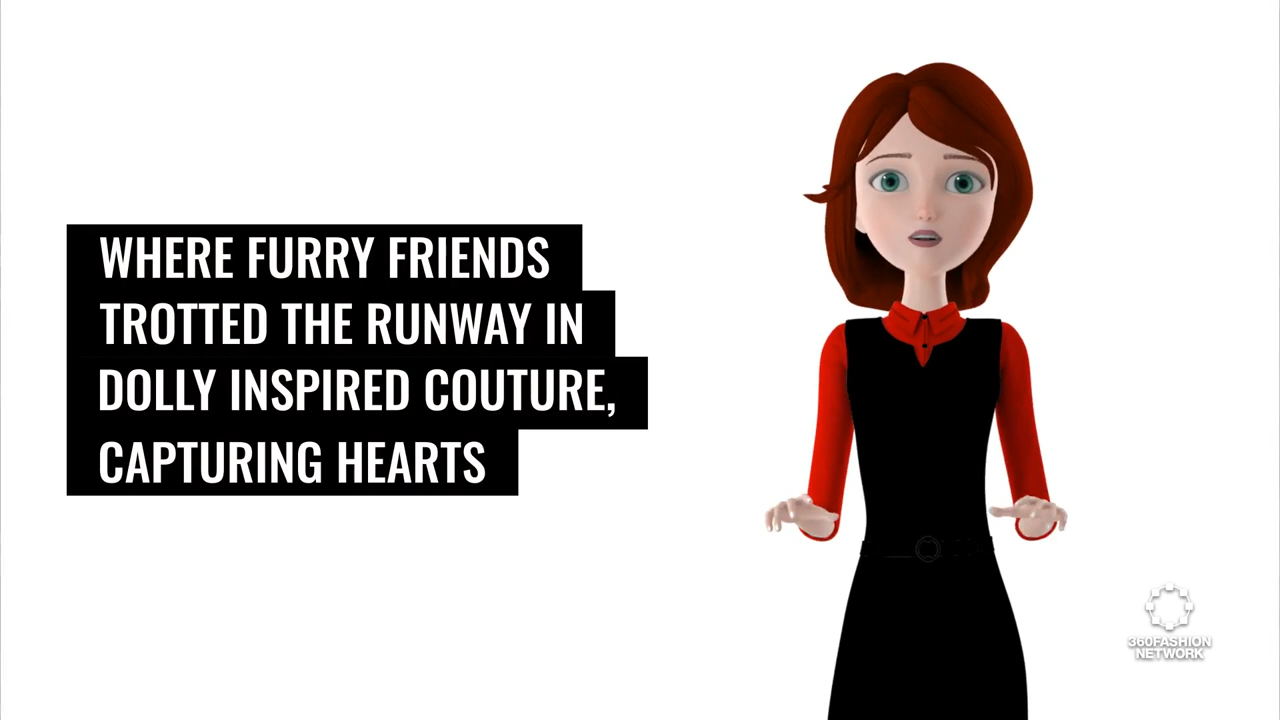 WHERE FURRY FRIENDS
TROTTED THE RUNWAY IN
DOLLY INSPIRED COUTURE,
CAPTURING HEARTS
360FASHION
NETWORK